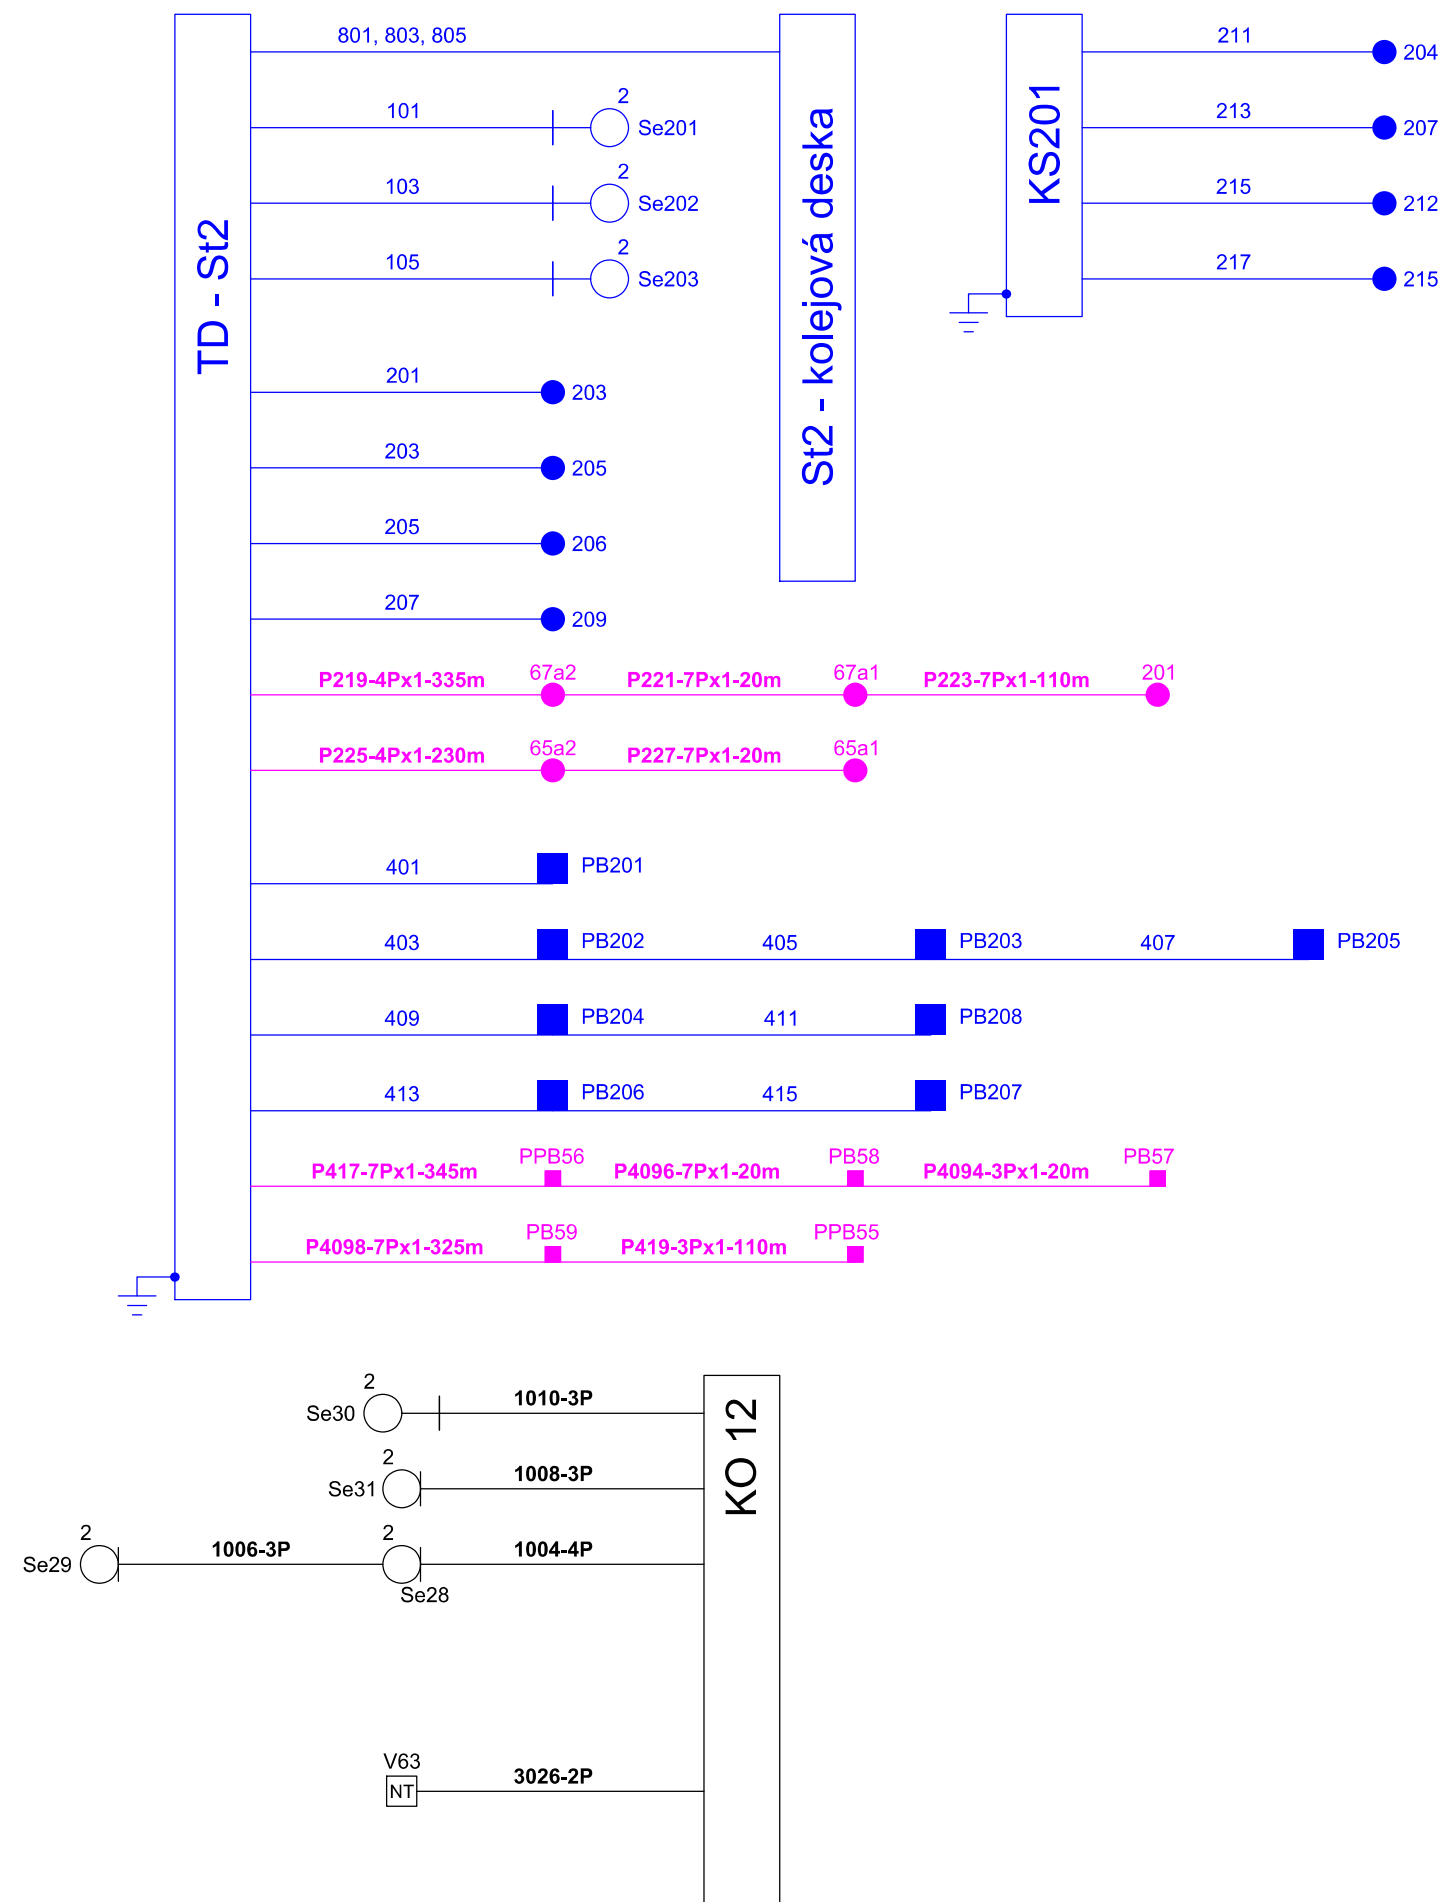 801, 803, 805
211
204
2
101
Se201
213
207
2
103
Se202
215
212
2
105
Se203
217
215
TD - St2
St2 - kolejová deska
KS201
201
203
203
205
205
206
207
209
P219-4Px1-335m
67a2
P221-7Px1-20m
67a1
P223-7Px1-110m
201
P225-4Px1-230m
65a2
P227-7Px1-20m
65a1
401
PB201
403
PB202
405
PB203
407
PB205
409
PB204
411
PB208
413
PB206
415
PB207
P417-7Px1-345m
PPB56
P4096-7Px1-20m
PB58
P4094-3Px1-20m
PB57
P4098-7Px1-325m
PB59
P419-3Px1-110m
PPB55
2
Se30
1010-3P
KO 12
2
Se31
1008-3P
2
Se29
1006-3P
2
Se28
1004-4P
V63
NT
3026-2P